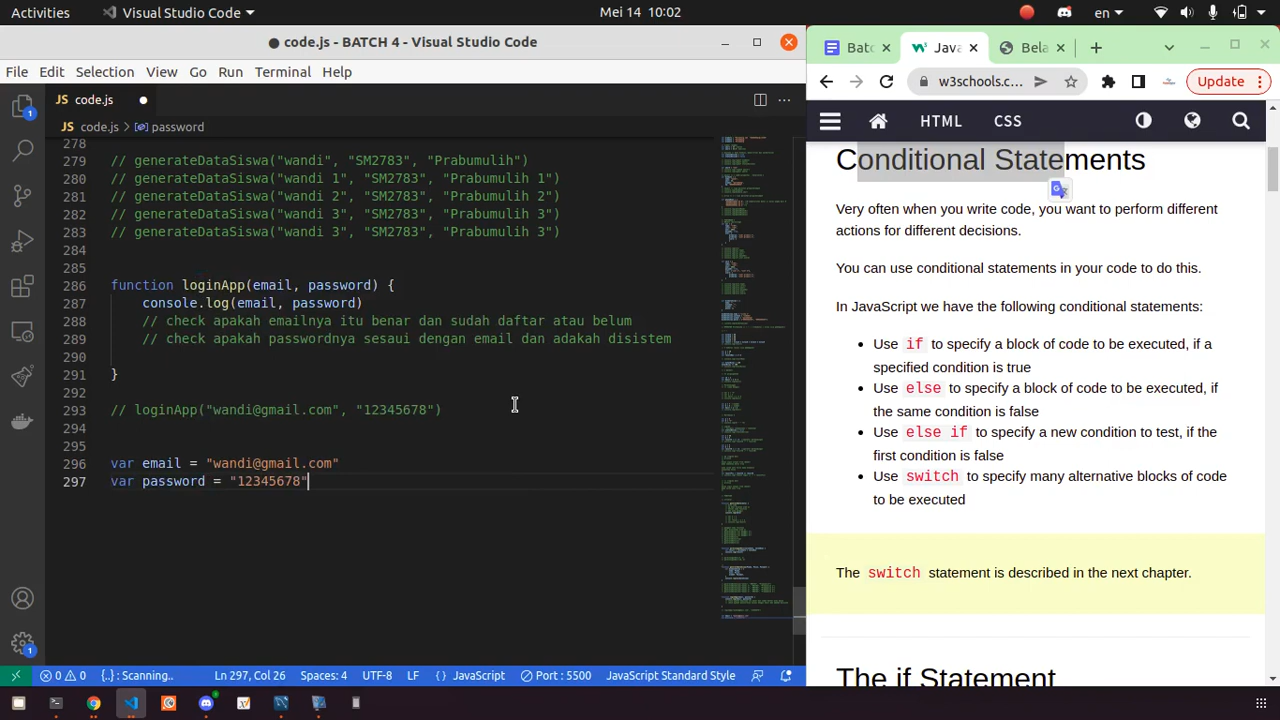 Activities
Visual Studio Code
Mei 14 10:02
en
code.js - BATCH 4 - Visual Studio Code
File Edit Selection View Go Run Terminal Help
JS code.js
JS code.js > password
278
// generateDataSiswa("wandi", "SM2783", "Prabumulih")
280 // generateDataSiswa("wandi 1", "SM2783", "Prabumulih 1")
281 // generateDataSiswa("wandi 2", "SM2783", "Prabumulih 2")
282 // generateDataSiswa("wandi 3", "SM2783", "Prabumulih 3")
283 // generateDataSiswa("wandi 3", "SM2783", "Prabumulih 3")
284
285
286 function loginApp(email, password) {
287 console.log(email, password)
288 // check apakah emailnya itu benar dan sudah daftar atau belum
289 // check apakah passwordnya sesaui dengan email dan adakah disistem
290
291 }
292
293 // loginApp("wandi@gmail.com", "12345678")
294
295
296 var email = "wandi@gmail.com"
297 var password = "12345678"
1
1
0 0 {..} : Scanning.. Ln 297, Col 26 Spaces: 4 UTF-8 LF {} JavaScript Port : 5500 JavaScript Standard Style
Batc
Java
Bela
w3schools.c...
Update
HTML CSS
Conditional Statements
Very often when you write code, you want to perform different
actions for different decisions.
You can use conditional statements in your code to do this.
In JavaScript we have the following conditional statements:
Use if to specify a block of code to be executed, if a
specified condition is true
Use else to specify a block of code to be executed, if
the same condition is false
Use else if to specify a new condition to test, if the
first condition is false
Use switch to specify many alternative blocks of code
to be executed
The switch statement is described in the next chapter.
The if Statement